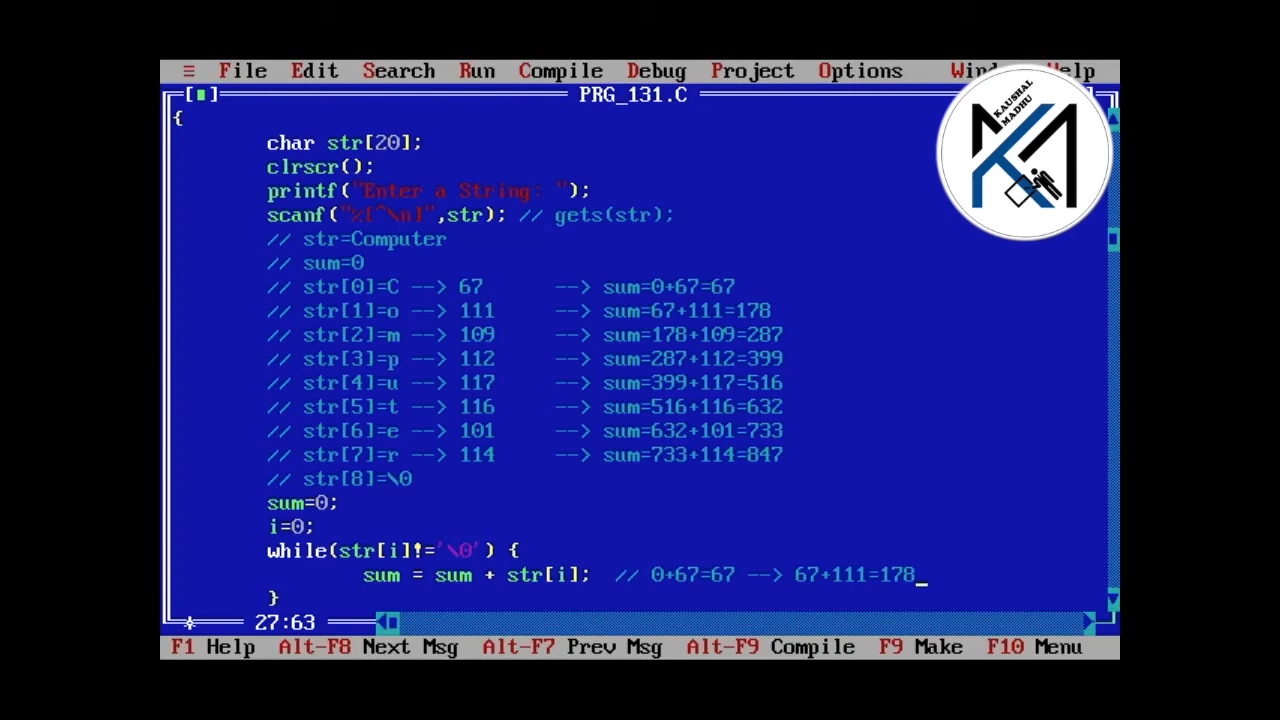 ≡ File Edit Search Run Compile Debug Project Options
[■] PRG_131.C
{
char str[20];
clrscr();
printf("Enter a String: ");
scanf("%[^\n]",str); // gets(str);
// str=Computer
// sum=0
// str[0]=C --> 67 --> sum=0+67=67
// str[1]=o --> 111 --> sum=67+111=178
// str[2]=m --> 109 --> sum=178+109=287
// str[3]=p --> 112 --> sum=287+112=399
// str[4]=u --> 117 --> sum=399+117=516
// str[5]=t --> 116 --> sum=516+116=632
// str[6]=e --> 101 --> sum=632+101=733
// str[7]=r --> 114 --> sum=733+114=847
// str[8]=\0
sum=0;
i=0;
while(str[i]!='\0') {
sum = sum + str[i]; // 0+67=67 --> 67+111=178_
}
* 27:63
F1 Help Alt-F8 Next Msg Alt-F7 Prev Msg Alt-F9 Compile F9 Make F10 Menu
KAUSHAL
MADHU